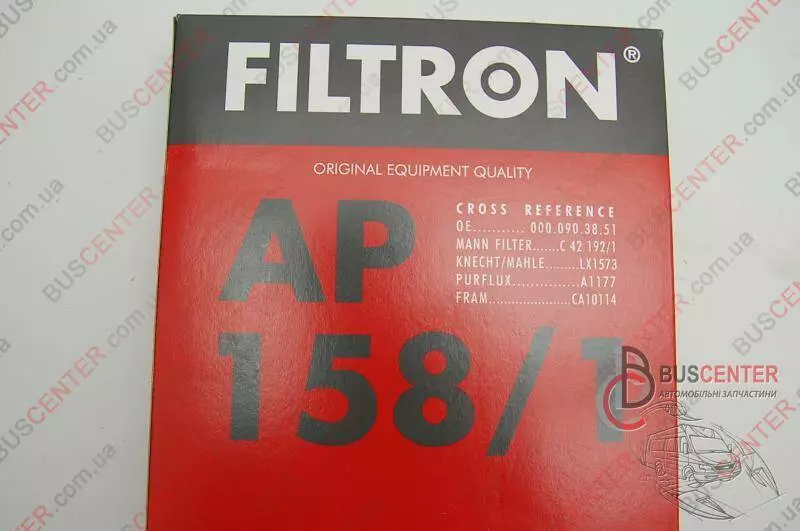 FILTRON®
ORIGINAL EQUIPMENT QUALITY
AP
158/1
CROSS REFERENCE
OE........... 000.090.38.51
MANN FILTER.......C 42 192/1
KNECHT/MAHLE.........LX1573
PURFLUX...............A1177
FRAM......................CA10114
BUSCENTER
АВТОМОБІЛЬНІ ЗАПЧАСТИНИ
BUSCENTER.com.ua